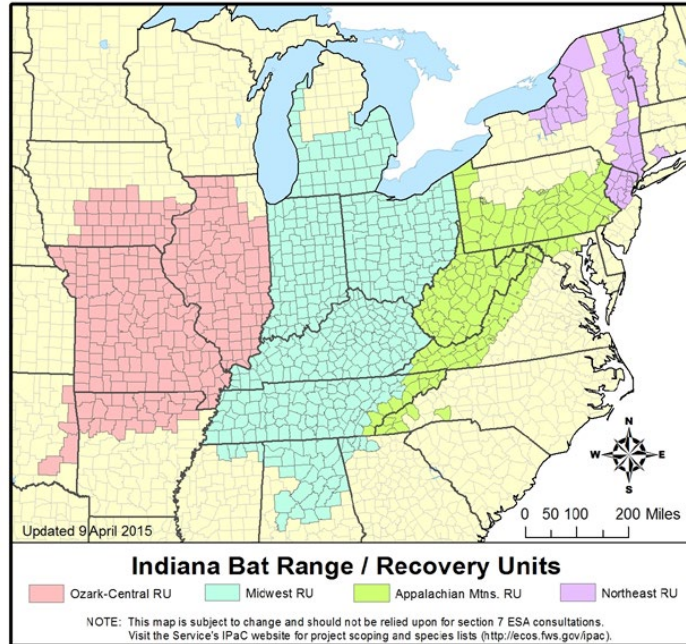 N
W E
S
0 50 100 200 Miles
Updated 9 April 2015
Indiana Bat Range / Recovery Units
Ozark-Central RU Midwest RU Appalachian Mtns. RU Northeast RU
NOTE: This map is subject to change and should not be relied upon for section 7 ESA consultations.
Visit the Service's IPaC website for project scoping and species lists (http://ecos.fws.gov/ipac).